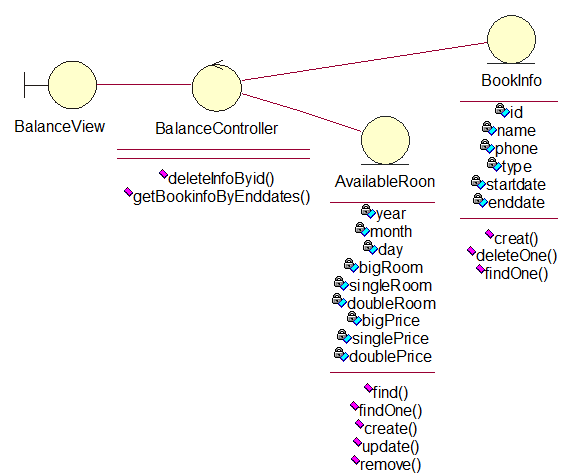 BalanceView
BalanceController
deleteInfoByid()
getBookinfoByEnddates()
AvailableRoon
year
month
day
bigRoom
singleRoom
doubleRoom
bigPrice
singlePrice
doublePrice
find()
findOne()
create()
update()
remove()
BookInfo
id
name
phone
type
startdate
enddate
creat()
deleteOne()
findOne()